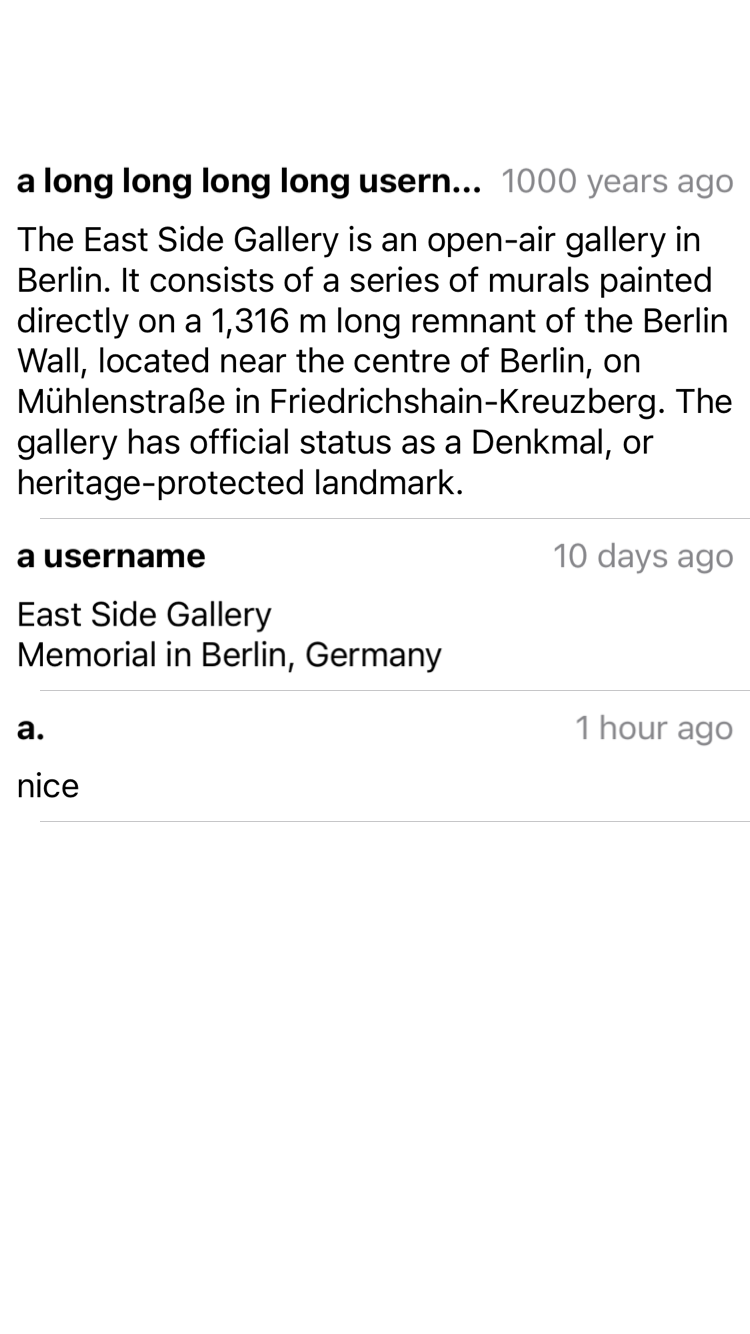 a long long long long usern... 1000 years ago
The East Side Gallery is an open-air gallery in
Berlin. It consists of a series of murals painted
directly on a 1,316 m long remnant of the Berlin
Wall, located near the centre of Berlin, on
Mühlenstraße in Friedrichshain-Kreuzberg. The
gallery has official status as a Denkmal, or
heritage-protected landmark.
a username 10 days ago
East Side Gallery
Memorial in Berlin, Germany
a. 1 hour ago
nice